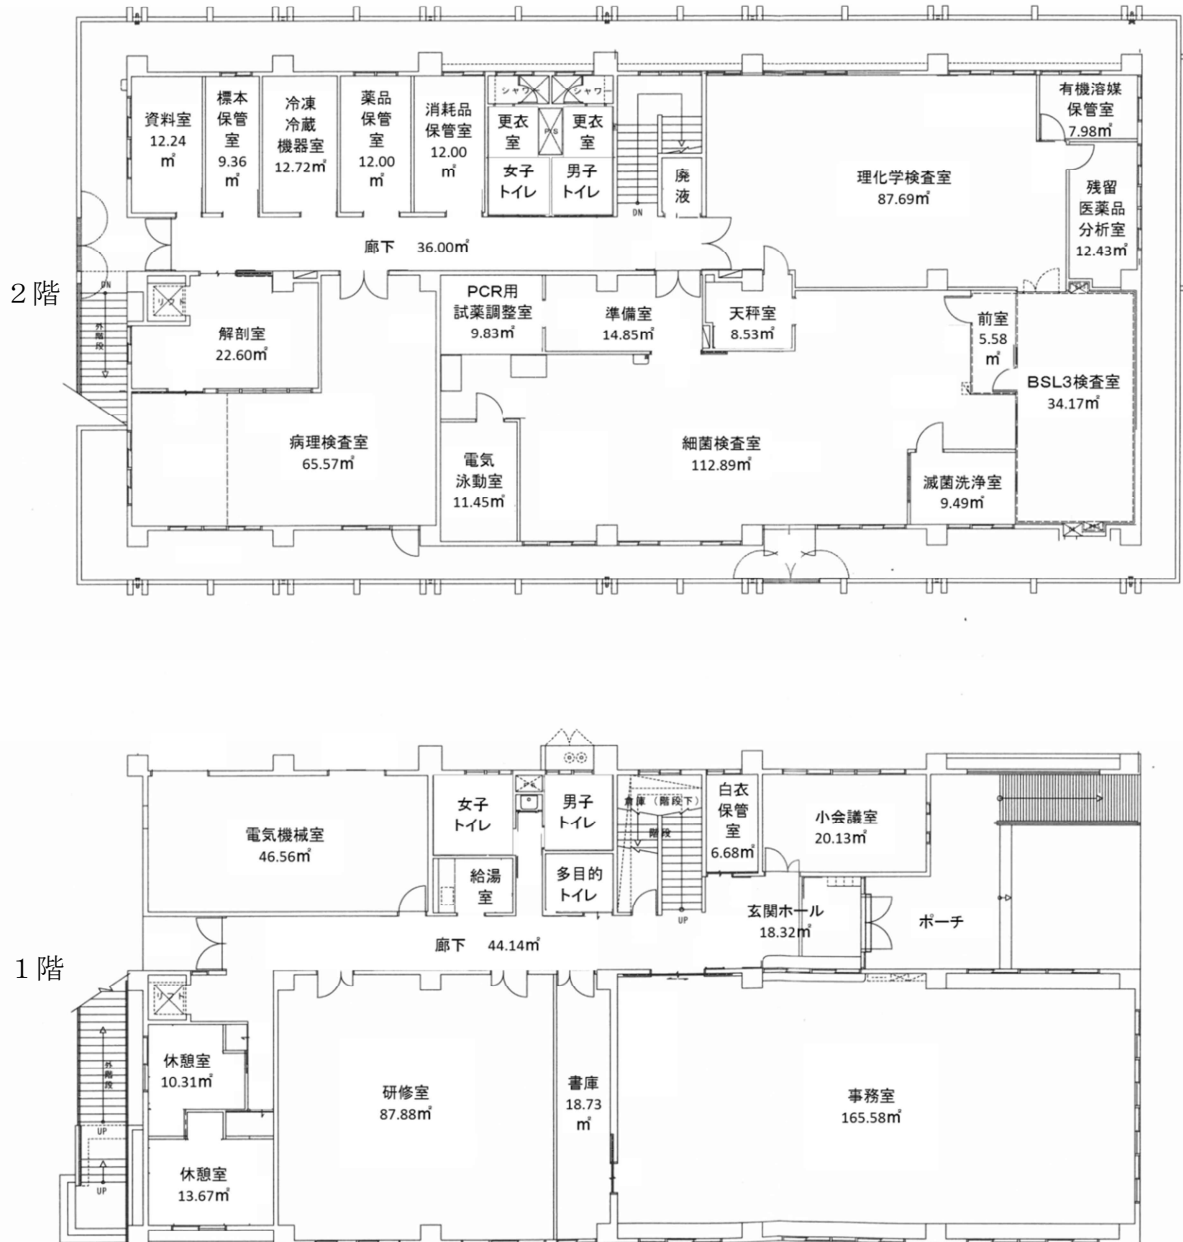 ２階
資料室
12.24
㎡
標本
保管
室
9.36
㎡
冷凍
冷蔵
機器室
12.72㎡
薬品
保管
室
12.00
㎡
消耗品
保管室
12.00
㎡
シャワー
シャワー
更衣
室
PS
更衣
室
女子
トイレ
男子
トイレ
DN
廃
液
理化学検査室
87.69㎡
有機溶媒
保管室
7.98㎡
残留
医薬品
分析室
12.43㎡
廊下 36.00㎡
DN
外階段
リフト
解剖室
22.60㎡
PCR用
試薬調整室
9.83㎡
準備室
14.85㎡
天秤室
8.53㎡
前室
5.58
㎡
BSL3検査室
34.17㎡
病理検査室
65.57㎡
電気
泳動室
11.45㎡
細菌検査室
112.89㎡
滅菌洗浄室
9.49㎡
１階
電気機械室
46.56㎡
女子
トイレ
PS
男子
トイレ
給湯
室
多目的
トイレ
倉庫（階段下）
階段
UP
白衣
保管
室
6.68㎡
小会議室
20.13㎡
玄関ホール
18.32㎡
ポーチ
廊下 44.14㎡
リフト
外階段
UP
UP
休憩室
10.31㎡
休憩室
13.67㎡
研修室
87.88㎡
書庫
18.73
㎡
事務室
165.58㎡